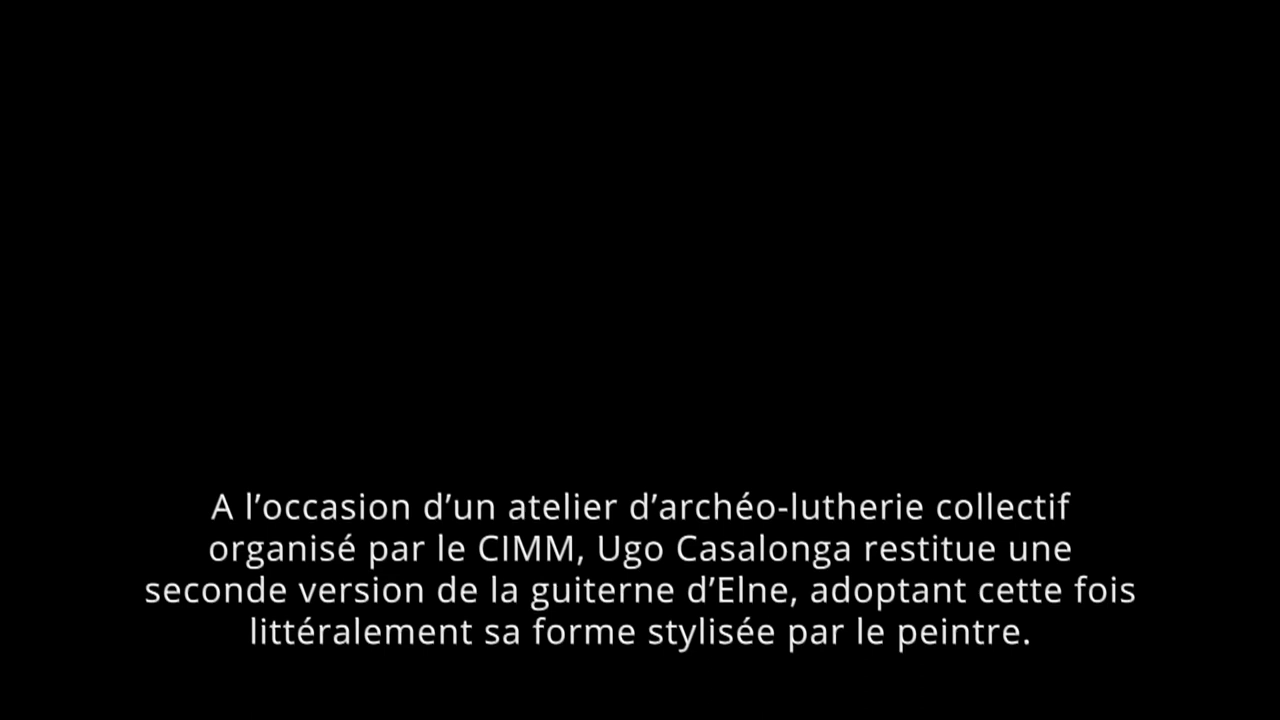 A l’occasion d’un atelier d’archéo-lutherie collectif
organisé par le CIMM, Ugo Casalonga restitue une
seconde version de la guiterne d’Elne, adoptant cette fois
littéralement sa forme stylisée par le peintre.